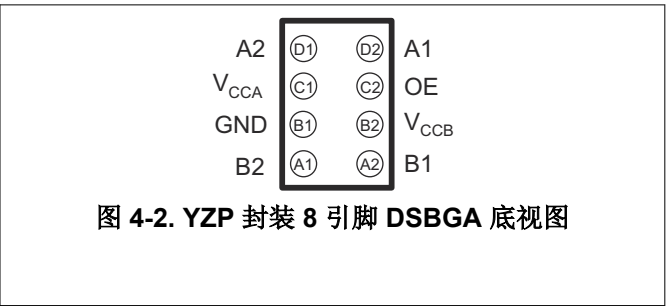 A2 D1 D2 A1
VCCA C1 C2 OE
GND B1 B2 VCCB
B2 A1 A2 B1
图 4-2. YZP 封装 8 引脚 DSBGA 底视图